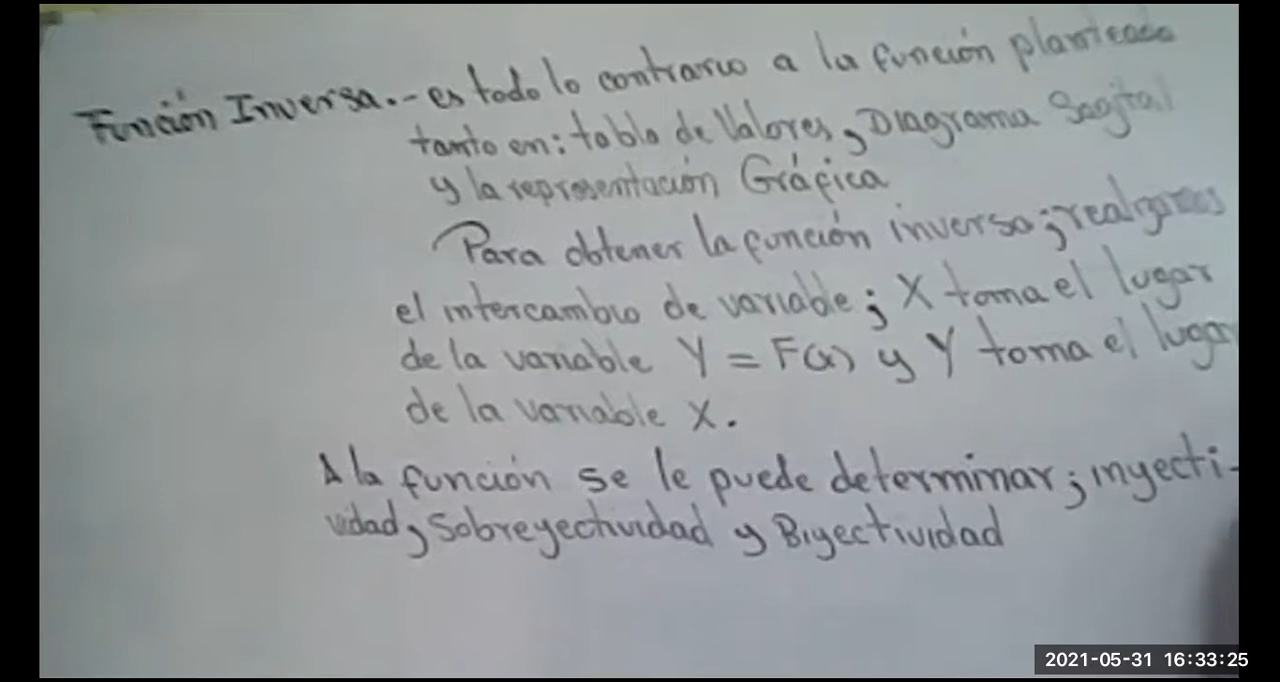 Función Inversa.- es todo lo contrario a la función planteada
tanto en: tabla de Valores, Diagrama Sagital
y la representación Gráfica
Para obtener la función inversa; realizamos
el intercambio de variable; X toma el lugar
de la variable Y = F(x) y Y toma el lugar
de la variable X.
A la función se le puede determinar; inyecti-
vidad, Sobreyectividad y Biyectividad
2021-05-31 16:33:25